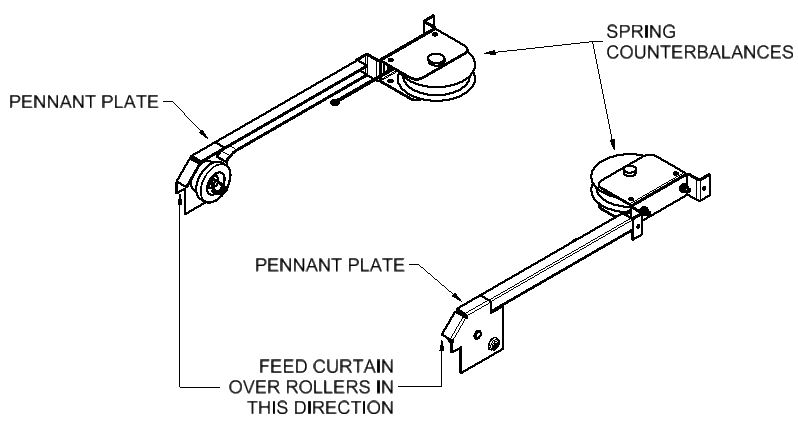 SPRING
COUNTERBALANCES
PENNANT PLATE
PENNANT PLATE
FEED CURTAIN
OVER ROLLERS IN
THIS DIRECTION